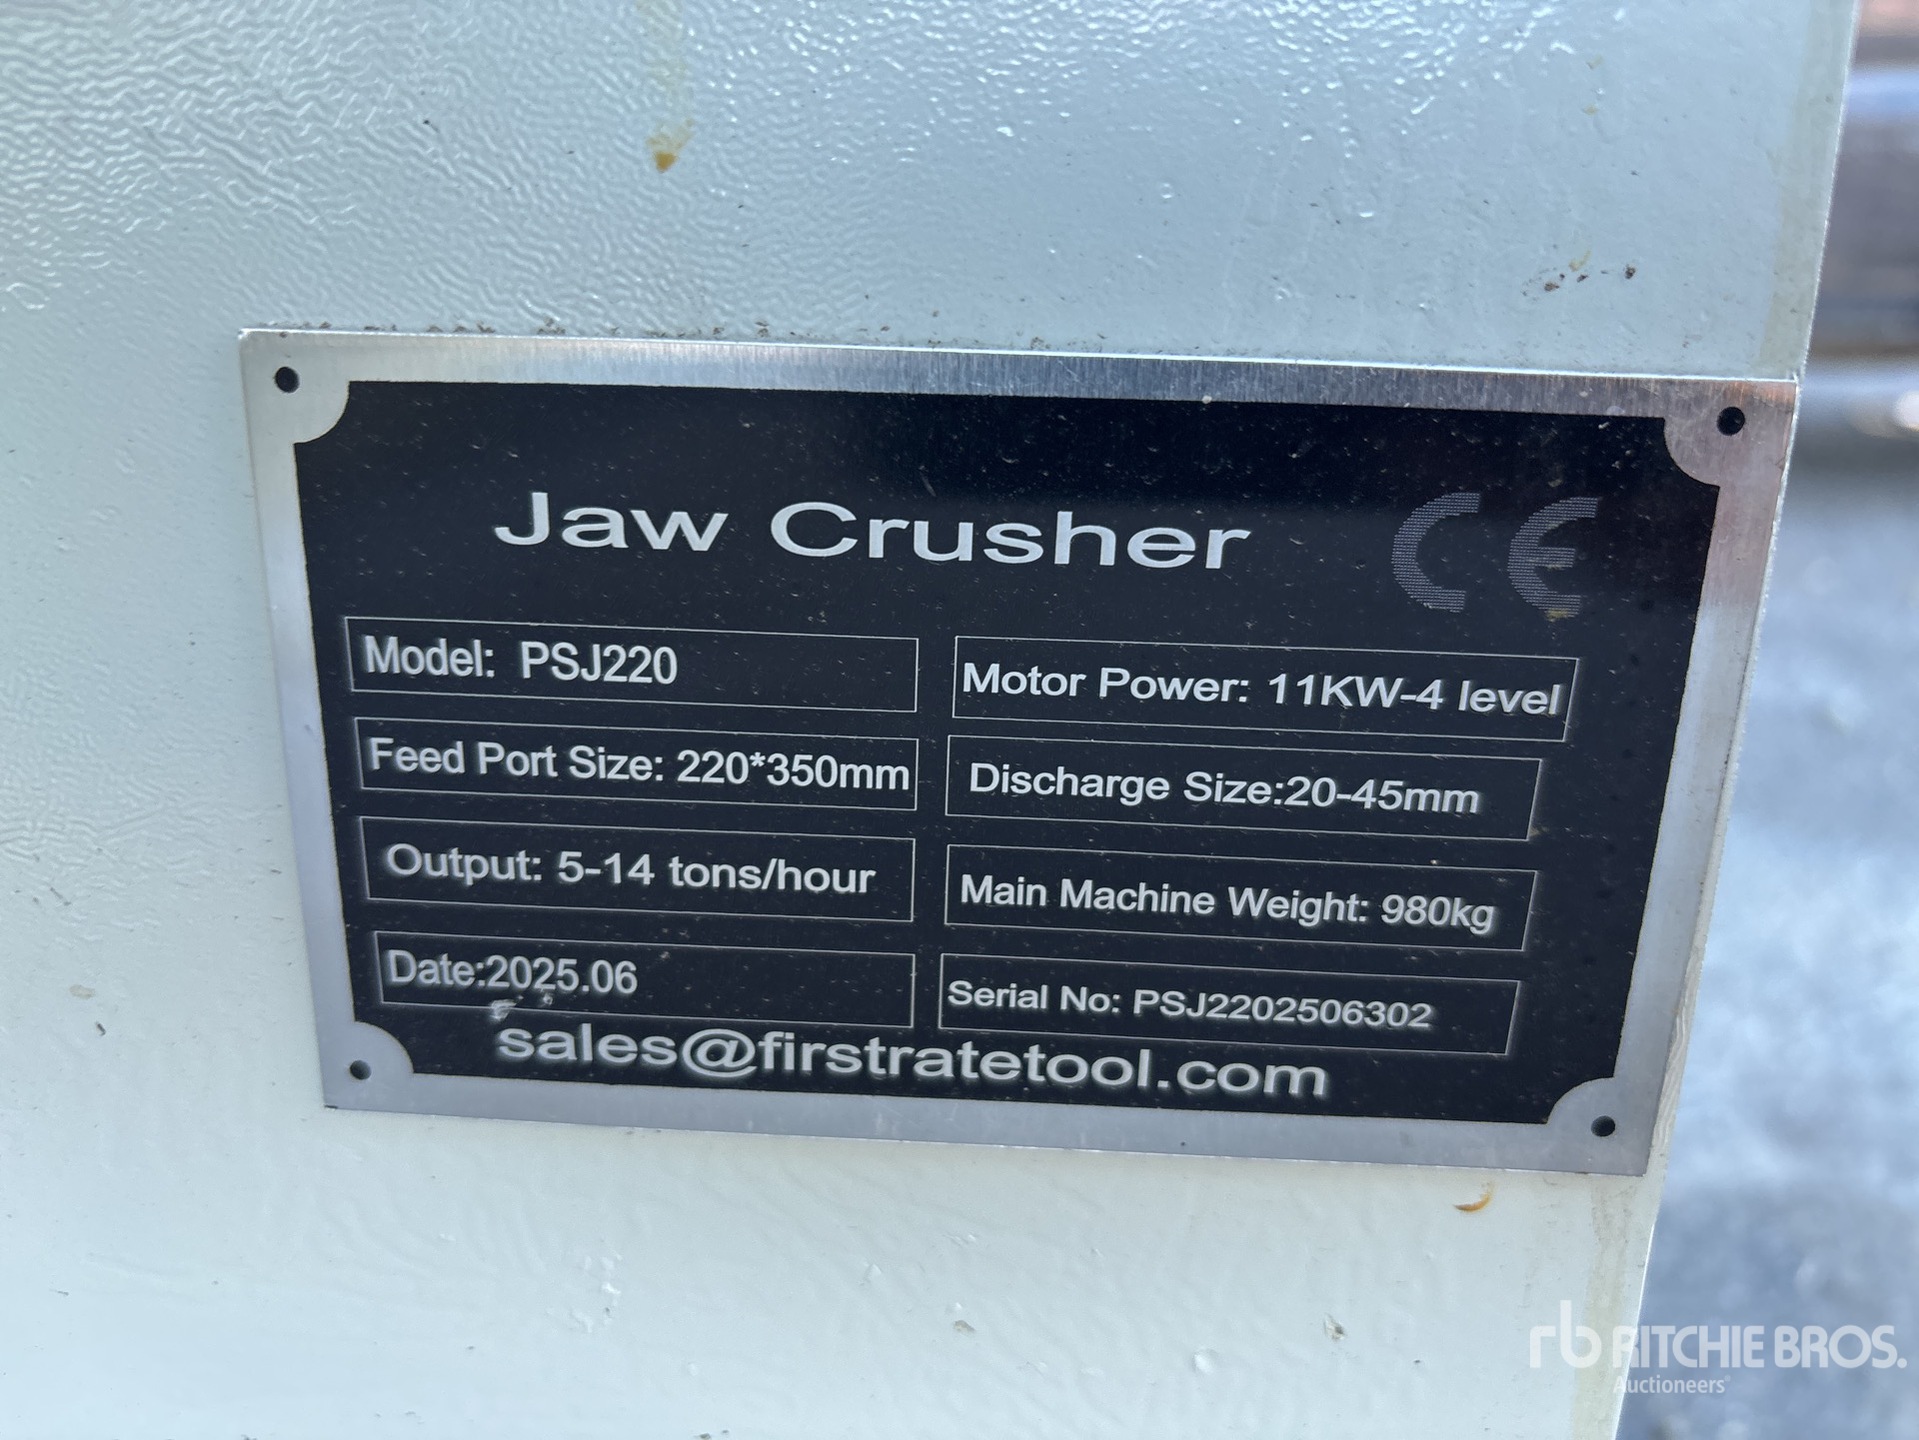 Jaw Crusher
CE
Model: PSJ220
Motor Power: 11KW-4 level
Feed Port Size: 220*350mm
Discharge Size:20-45mm
Output: 5-14 tons/hour
Main Machine Weight: 980kg
Date:2025.06
Serial No: PSJ2202506302
sales@firstratetool.com
rb RITCHIE BROS.
Auctioneers